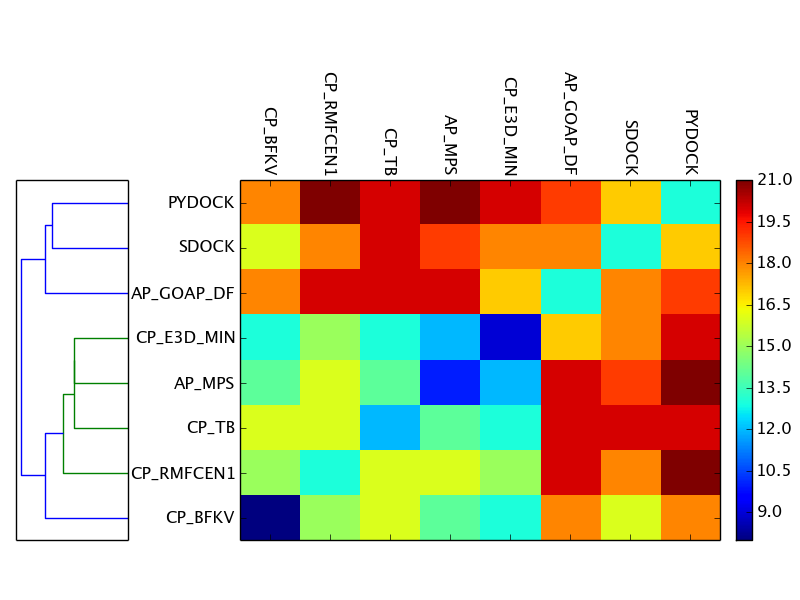 CP_BFKV
CP_RMFCEN1
CP_TB
AP_MPS
CP_E3D_MIN
AP_GOAP_DF
SDOCK
PYDOCK
PYDOCK
SDOCK
AP_GOAP_DF
CP_E3D_MIN
AP_MPS
CP_TB
CP_RMFCEN1
CP_BFKV
21.0
19.5
18.0
16.5
15.0
13.5
12.0
10.5
9.0